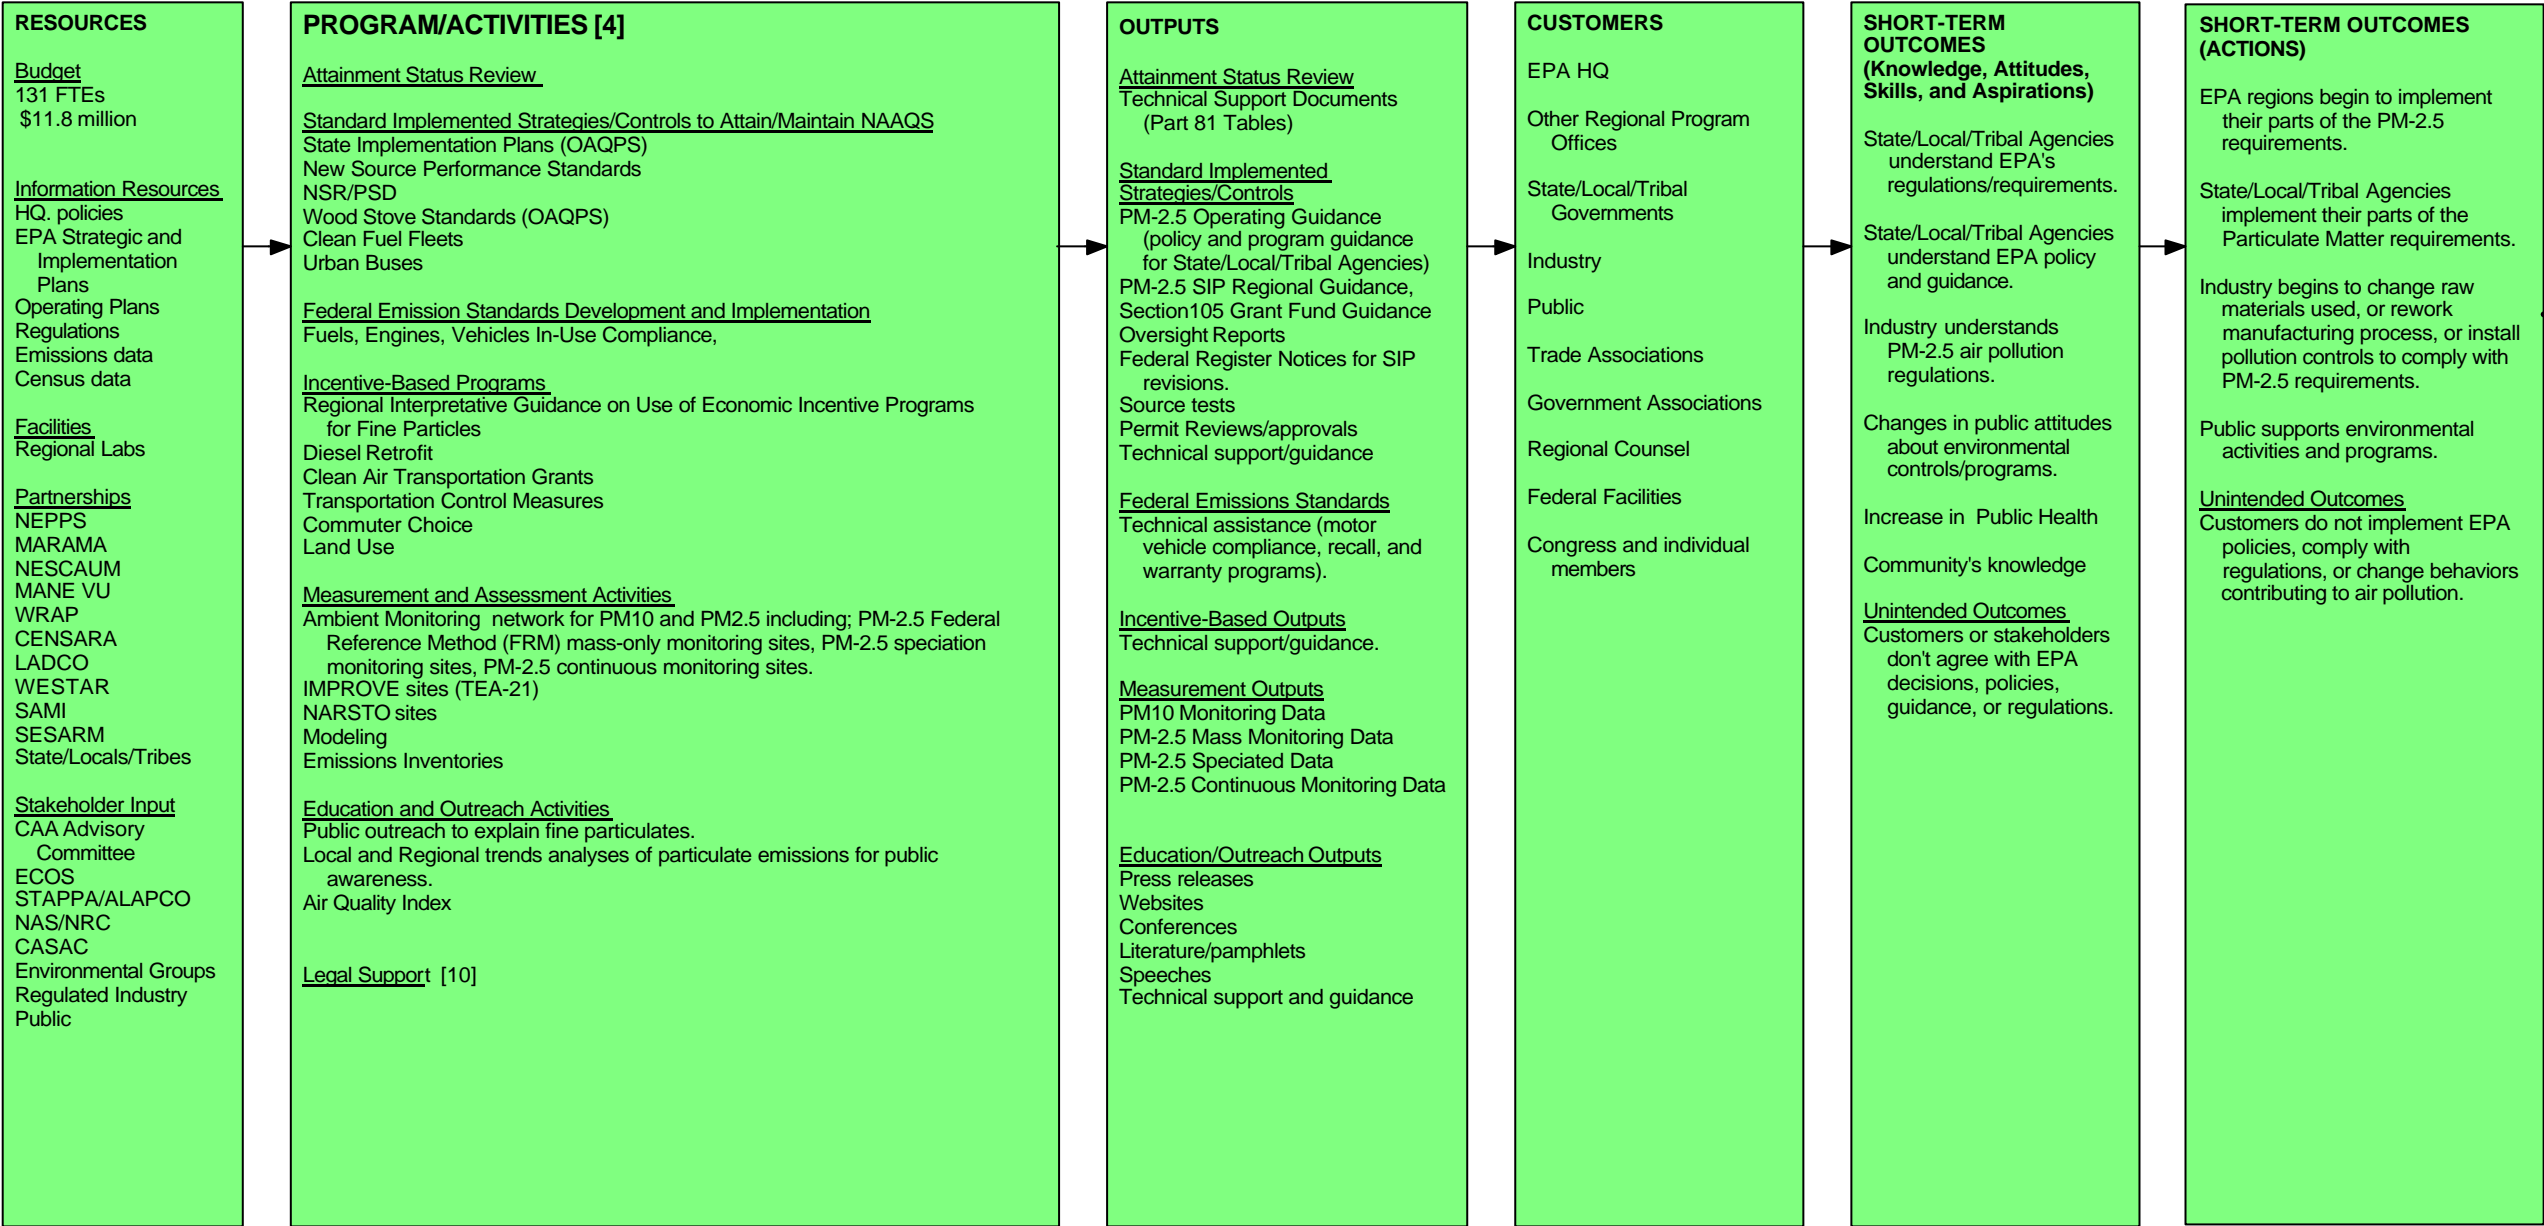 RESOURCES
Budget
131 FTEs
$11.8 million
Information Resources
HQ. policies
EPA Strategic and
Implementation
Plans
Operating Plans
Regulations
Emissions data
Census data
Facilities
Regional Labs
Partnerships
NEPPS
MARAMA
NESCAUM
MANE VU
WRAP
CENSARA
LADCO
WESTAR
SAMI
SESARM
State/Locals/Tribes
Stakeholder Input
CAA Advisory
Committee
ECOS
STAPPA/ALAPCO
NAS/NRC
CASAC
Environmental Groups
Regulated Industry
Public
PROGRAM/ACTIVITIES [4]
Attainment Status Review
Standard Implemented Strategies/Controls to Attain/Maintain NAAQS
State Implementation Plans (OAQPS)
New Source Performance Standards
NSR/PSD
Wood Stove Standards (OAQPS)
Clean Fuel Fleets
Urban Buses
Federal Emission Standards Development and Implementation
Fuels, Engines, Vehicles In-Use Compliance,
Incentive-Based Programs
Regional Interpretative Guidance on Use of Economic Incentive Programs
for Fine Particles
Diesel Retrofit
Clean Air Transportation Grants
Transportation Control Measures
Commuter Choice
Land Use
Measurement and Assessment Activities
Ambient Monitoring network for PM10 and PM2.5 including; PM-2.5 Federal
Reference Method (FRM) mass-only monitoring sites, PM-2.5 speciation
monitoring sites, PM-2.5 continuous monitoring sites.
IMPROVE sites (TEA-21)
NARSTO sites
Modeling
Emissions Inventories
Education and Outreach Activities
Public outreach to explain fine particulates.
Local and Regional trends analyses of particulate emissions for public
awareness.
Air Quality Index
Legal Support [10]
OUTPUTS
Attainment Status Review
Technical Support Documents
(Part 81 Tables)
Standard Implemented
Strategies/Controls
PM-2.5 Operating Guidance
(policy and program guidance
for State/Local/Tribal Agencies)
PM-2.5 SIP Regional Guidance,
Section105 Grant Fund Guidance
Oversight Reports
Federal Register Notices for SIP
revisions.
Source tests
Permit Reviews/approvals
Technical support/guidance
Federal Emissions Standards
Technical assistance (motor
vehicle compliance, recall, and
warranty programs).
Incentive-Based Outputs
Technical support/guidance.
Measurement Outputs
PM10 Monitoring Data
PM-2.5 Mass Monitoring Data
PM-2.5 Speciated Data
PM-2.5 Continuous Monitoring Data
Education/Outreach Outputs
Press releases
Websites
Conferences
Literature/pamphlets
Speeches
Technical support and guidance
CUSTOMERS
EPA HQ
Other Regional Program
Offices
State/Local/Tribal
Governments
Industry
Public
Trade Associations
Government Associations
Regional Counsel
Federal Facilities
Congress and individual
members
SHORT-TERM
OUTCOMES
(Knowledge, Attitudes,
Skills, and Aspirations)
State/Local/Tribal Agencies
understand EPA's
regulations/requirements.
State/Local/Tribal Agencies
understand EPA policy
and guidance.
Industry understands
PM-2.5 air pollution
regulations.
Changes in public attitudes
about environmental
controls/programs.
Increase in Public Health
Community's knowledge
Unintended Outcomes
Customers or stakeholders
don't agree with EPA
decisions, policies,
guidance, or regulations.
SHORT-TERM OUTCOMES
(ACTIONS)
EPA regions begin to implement
their parts of the PM-2.5
requirements.
State/Local/Tribal Agencies
implement their parts of the
Particulate Matter requirements.
Industry begins to change raw
materials used, or rework
manufacturing process, or install
pollution controls to comply with
PM-2.5 requirements.
Public supports environmental
activities and programs.
Unintended Outcomes
Customers do not implement EPA
policies, comply with
regulations, or change behaviors
contributing to air pollution.